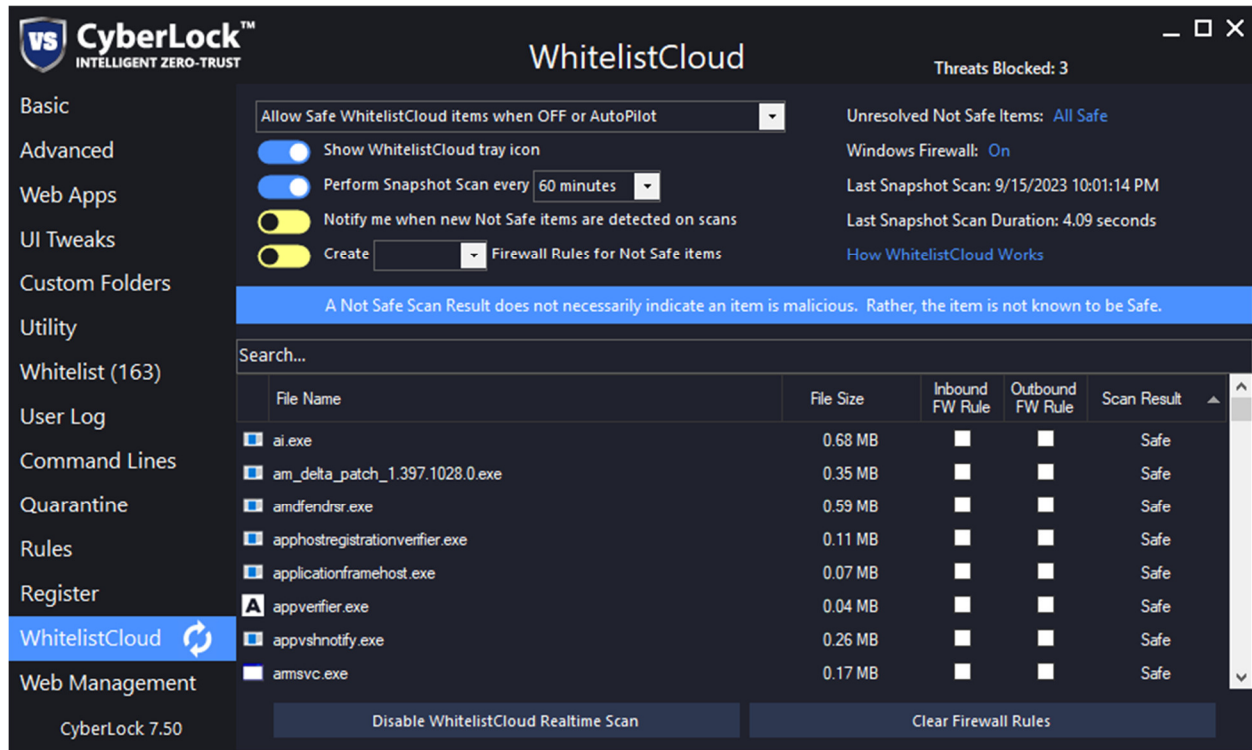 VS CyberLock™
INTELLIGENT ZERO-TRUST
WhitelistCloud
Threats Blocked: 3
Basic
Advanced
Web Apps
UI Tweaks
Custom Folders
Utility
Whitelist (163)
User Log
Command Lines
Quarantine
Rules
Register
WhitelistCloud
Web Management
CyberLock 7.50
Allow Safe WhitelistCloud items when OFF or AutoPilot
Show WhitelistCloud tray icon
Perform Snapshot Scan every 60 minutes
Notify me when new Not Safe items are detected on scans
Create Firewall Rules for Not Safe items
Unresolved Not Safe Items: All Safe
Windows Firewall: On
Last Snapshot Scan: 9/15/2023 10:01:14 PM
Last Snapshot Scan Duration: 4.09 seconds
How WhitelistCloud Works
A Not Safe Scan Result does not necessarily indicate an item is malicious. Rather, the item is not known to be Safe.
Search...
File Name File Size Inbound FW Rule Outbound FW Rule Scan Result
ai.exe 0.68 MB Safe
am_delta_patch_1.397.1028.0.exe 0.35 MB Safe
amdfendrsr.exe 0.59 MB Safe
apphostregistrationverifier.exe 0.11 MB Safe
applicationframehost.exe 0.07 MB Safe
A appverifier.exe 0.04 MB Safe
appvshnotify.exe 0.26 MB Safe
armsvc.exe 0.17 MB Safe
Disable WhitelistCloud Realtime Scan
Clear Firewall Rules